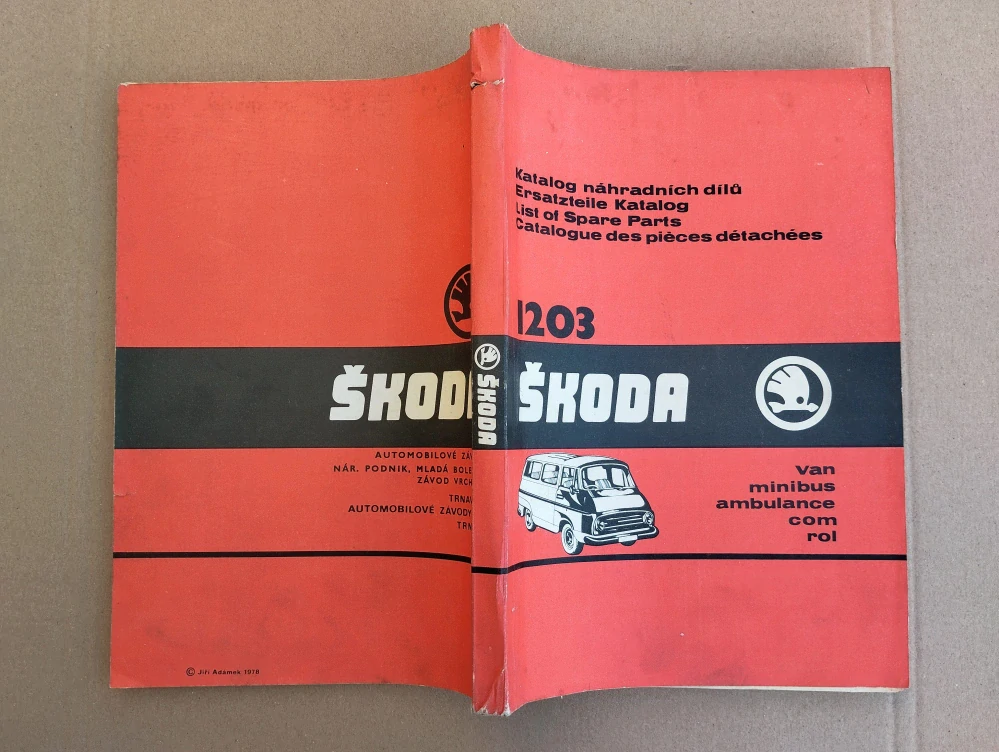 Katalog náhradních dílů
Ersatzteile Katalog
List of Spare Parts
Catalogue des pièces détachées
1203
ŠKODA
Van
minibus
ambulance
com
rol
ŠKODA
ŠKOD
AUTOMOBILOVÉ ZÁV
NÁR. PODNIK, MLADÁ BOLE
ZÁVOD VRCH
TRNA
AUTOMOBILOVÉ ZÁVODY
TRN
© Jiří Adámek 1978